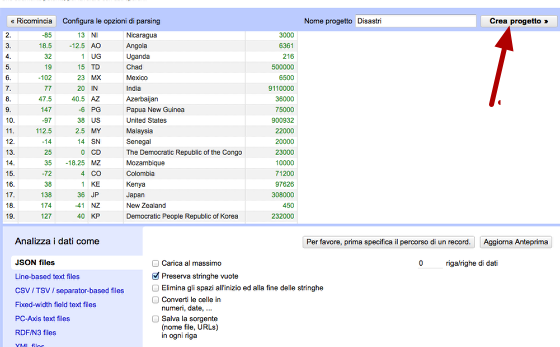 « Ricomincia Configura le opzioni di parsing Nome progetto Disastri Crea progetto »
2. -85 13 NI Nicaragua 3000
3. 18.5 -12.5 AO Angola 6361
4. 32 1 UG Uganda 216
5. 19 15 TD Chad 500000
6. -102 23 MX Mexico 6500
7. 77 20 IN India 9110000
8. 47.5 40.5 AZ Azerbaijan 36000
9. 147 -6 PG Papua New Guinea 75000
10. -97 38 US United States 900932
11. 112.5 2.5 MY Malaysia 22000
12. -14 14 SN Senegal 20000
13. 25 0 CD The Democratic Republic of the Congo 23000
14. 35 -18.25 MZ Mozambique 10000
15. -72 4 CO Colombia 71200
16. 38 1 KE Kenya 97626
17. 138 36 JP Japan 308000
18. 174 -41 NZ New Zealand 450
19. 127 40 KP Democratic People Republic of Korea 232000
Analizza i dati come Per favore, prima specifica il percorso di un record. Aggiorna Anteprima
JSON files Carica al massimo 0 riga/righe di dati
Line-based text files Preserva stringhe vuote
CSV / TSV / separator-based files Elimina gli spazi all'inizio ed alla fine delle stringhe
Fixed-width field text files Converti le celle in
numeri, date, ...
PC-Axis text files Salva la sorgente
(nome file, URLs)
RDF/N3 files in ogni riga
XML files